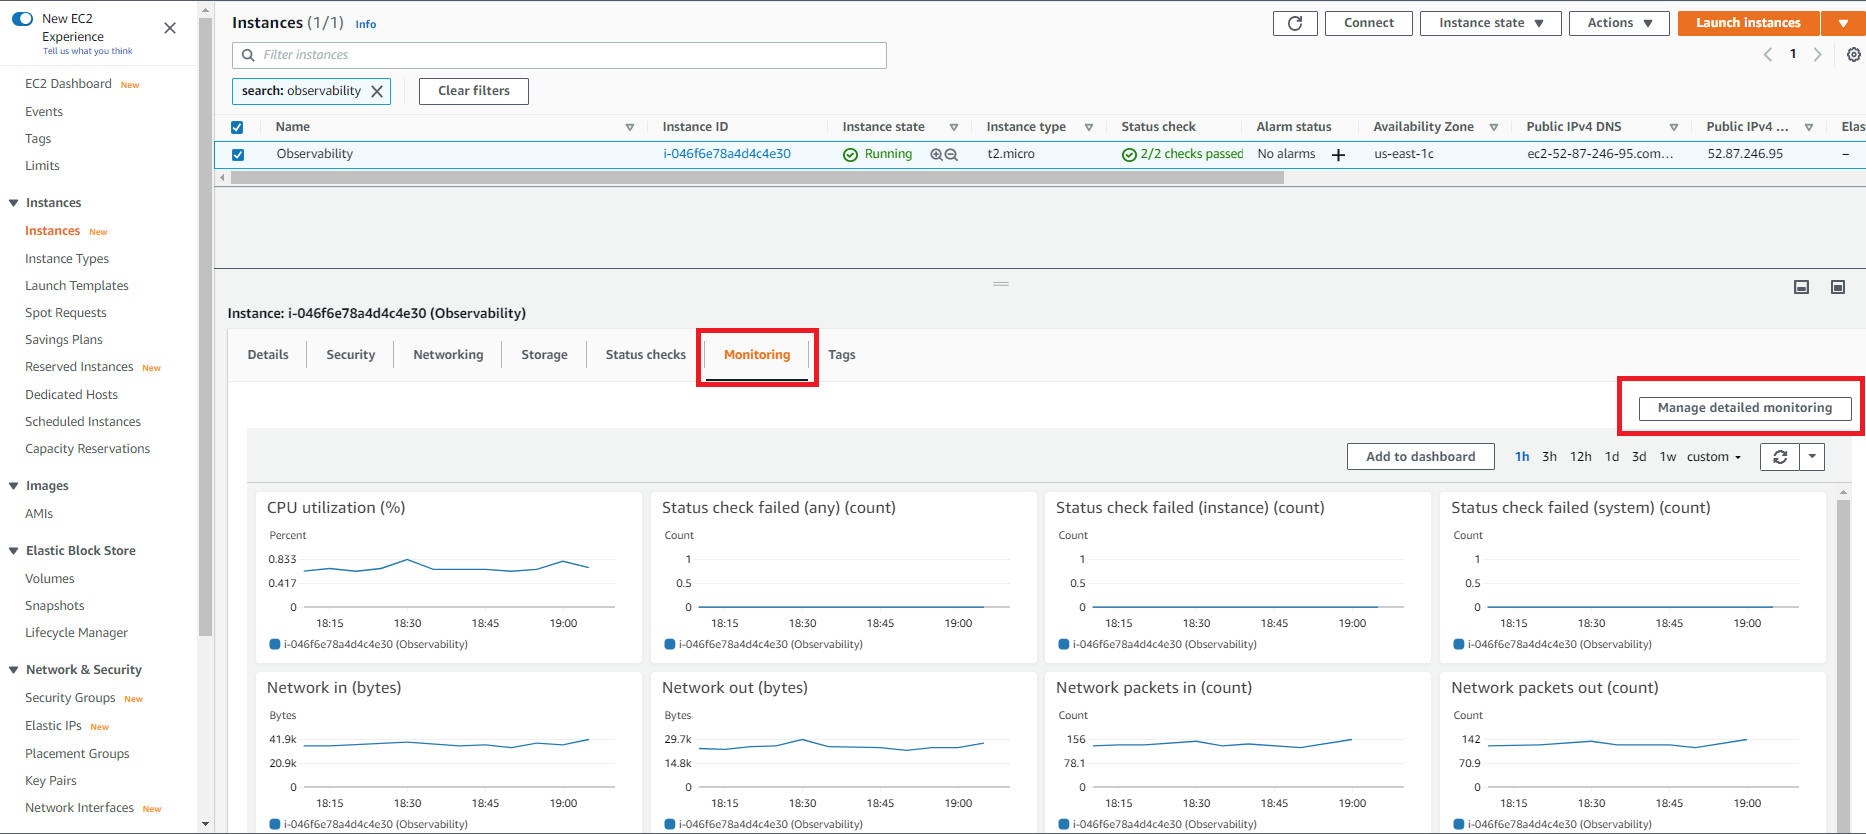 New EC2
Experience
Tell us what you think
EC2 Dashboard New
Events
Tags
Limits
Instances
Instances New
Instance Types
Launch Templates
Spot Requests
Savings Plans
Reserved Instances New
Dedicated Hosts
Scheduled Instances
Capacity Reservations
Images
AMIs
Elastic Block Store
Volumes
Snapshots
Lifecycle Manager
Network & Security
Security Groups New
Elastic IPs New
Placement Groups
Key Pairs
Network Interfaces New
Instances (1/1) Info
Connect
Instance state
Actions
Launch instances
Filter instances
1
search: observability
Clear filters
Name Instance ID Instance state Instance type Status check Alarm status Availability Zone Public IPv4 DNS Public IPv4 ... Elas
Observability i-046f6e78a4d4c4e30 Running t2.micro 2/2 checks passed No alarms + us-east-1c ec2-52-87-246-95.com... 52.87.246.95 –
Instance: i-046f6e78a4d4c4e30 (Observability)
Details Security Networking Storage Status checks Monitoring Tags
Manage detailed monitoring
Add to dashboard 1h 3h 12h 1d 3d 1w custom
CPU utilization (%)
Percent
0.833
0.417
0
18:15 18:30 18:45 19:00
i-046f6e78a4d4c4e30 (Observability)
Status check failed (any) (count)
Count
1
0.5
0
18:15 18:30 18:45 19:00
i-046f6e78a4d4c4e30 (Observability)
Status check failed (instance) (count)
Count
1
0.5
0
18:15 18:30 18:45 19:00
i-046f6e78a4d4c4e30 (Observability)
Status check failed (system) (count)
Count
1
0.5
0
18:15 18:30 18:45 19:00
i-046f6e78a4d4c4e30 (Observability)
Network in (bytes)
Bytes
41.9k
20.9k
0
18:15 18:30 18:45 19:00
i-046f6e78a4d4c4e30 (Observability)
Network out (bytes)
Bytes
29.7k
14.8k
0
18:15 18:30 18:45 19:00
i-046f6e78a4d4c4e30 (Observability)
Network packets in (count)
Count
156
78.1
0
18:15 18:30 18:45 19:00
i-046f6e78a4d4c4e30 (Observability)
Network packets out (count)
Count
142
70.9
0
18:15 18:30 18:45 19:00
i-046f6e78a4d4c4e30 (Observability)